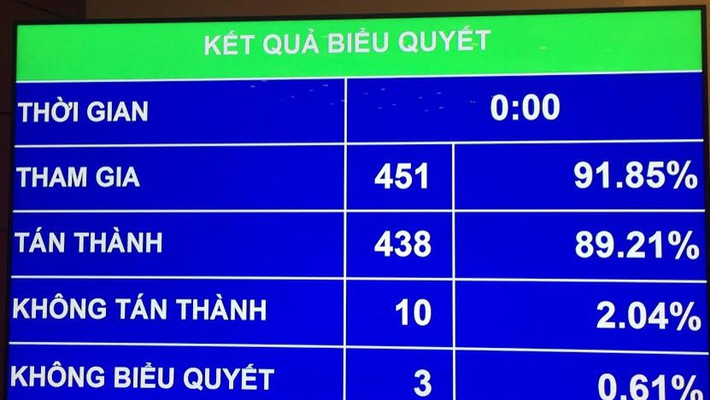 KẾT QUẢ BIỂU QUYẾT
THỜI GIAN 0:00
THAM GIA 451 91.85%
TÁN THÀNH 438 89.21%
KHÔNG TÁN THÀNH 10 2.04%
KHÔNG BIỂU QUYẾT 3 0.61%